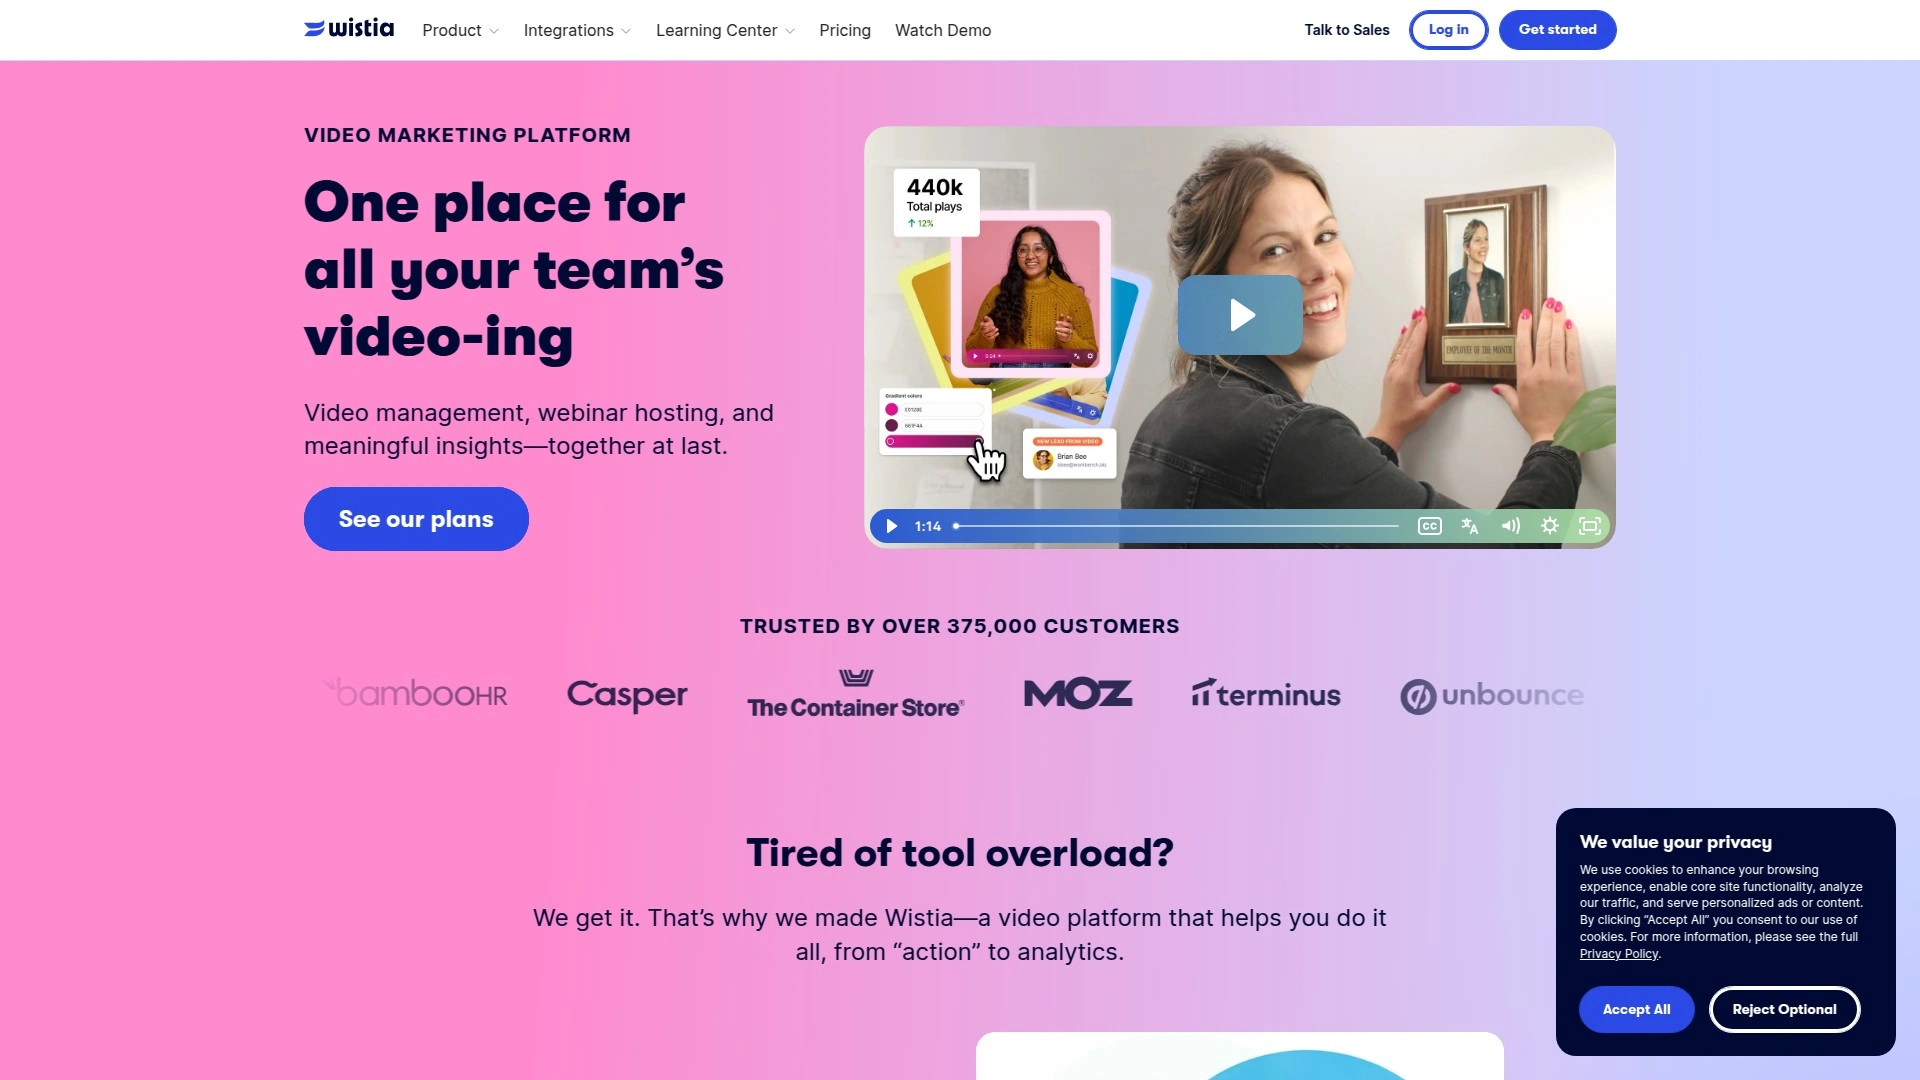 wistia
Product
Integrations
Learning Center
Pricing
Watch Demo
Talk to Sales
Log in
Get started
VIDEO MARKETING PLATFORM
One place for
all your team’s
video-ing
Video management, webinar hosting, and
meaningful insights—together at last.
See our plans
440k
Total plays
↑ 12%
1:14
Gradient colors
NEW LEAD FROM VIDEO
Brian Bee
EMPLOYEE OF THE MONTH
1:14
CC
TRUSTED BY OVER 375,000 CUSTOMERS
bambooHR
Casper
The Container Store®
MOZ
terminus
unbounce
Tired of tool overload?
We get it. That’s why we made Wistia—a video platform that helps you do it
all, from “action” to analytics.
We value your privacy
We use cookies to enhance your browsing
experience, enable core site functionality, analyze
our traffic, and serve personalized ads or content.
By clicking “Accept All” you consent to our use of
cookies. For more information, please see the full
Privacy Policy.
Accept All
Reject Optional